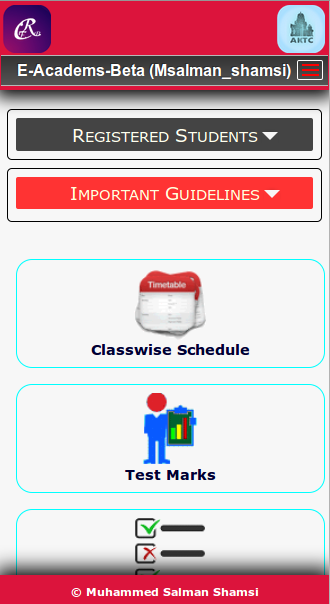 AKTC
E-Academs-Beta (Msalman_shamsi)
Registered Students
Important Guidelines
Timetable
Classwise Schedule
Test Marks
© Muhammed Salman Shamsi